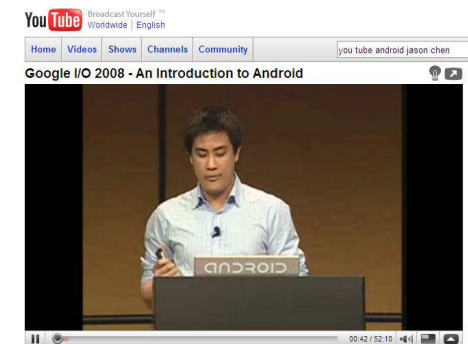 You Tube Broadcast Yourself ™
Worldwide | English
Home Videos Shows Channels Community you tube android jason chen
Google I/O 2008 - An Introduction to Android
ANDROID
00:42 / 52:10